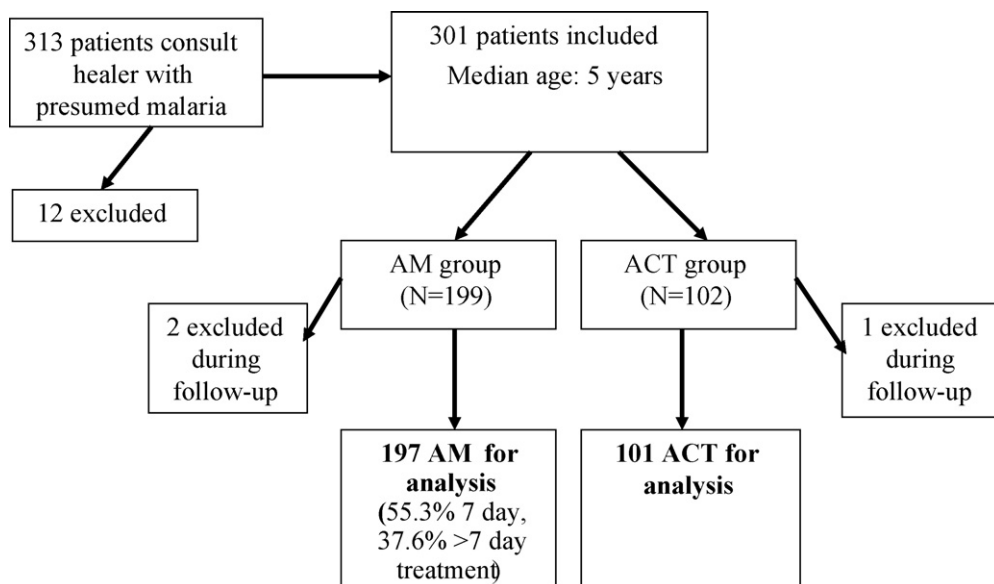 313 patients consult
healer with
presumed malaria
301 patients included
Median age: 5 years
12 excluded
AM group
(N=199)
ACT group
(N=102)
2 excluded
during
follow-up
1 excluded
during
follow-up
197 AM for
analysis
(55.3% 7 day,
37.6% >7 day
treatment)
101 ACT for
analysis